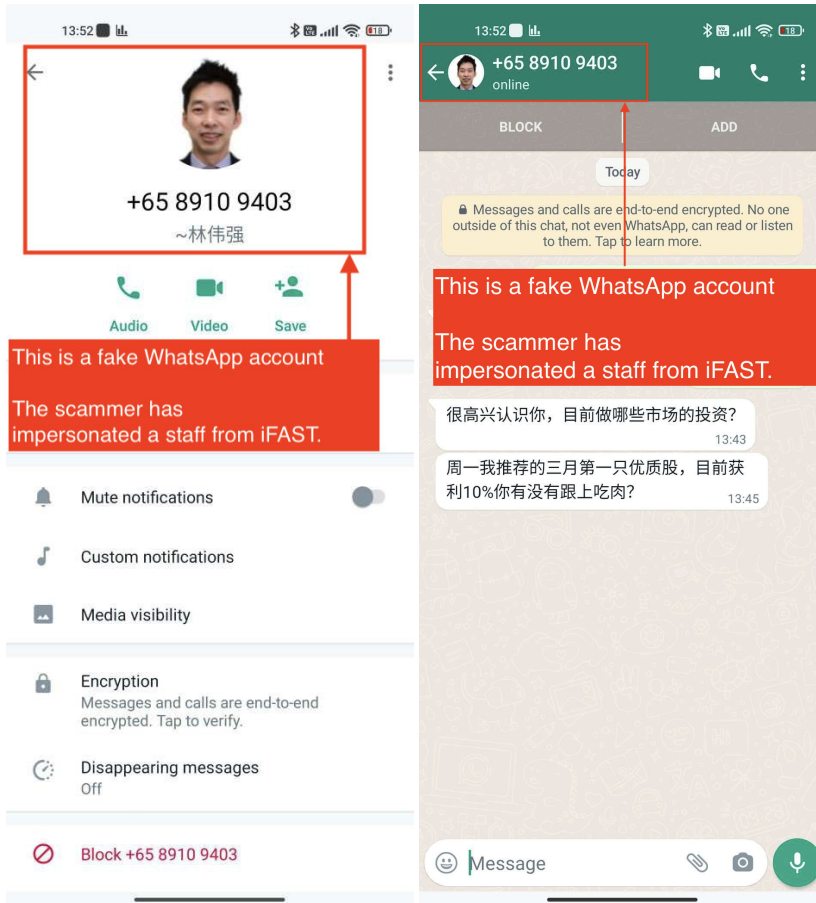 13:52
18
+65 8910 9403
~林伟强
Audio
Video
Save
This is a fake WhatsApp account
The scammer has
impersonated a staff from iFAST.
Mute notifications
Custom notifications
Media visibility
Encryption
Messages and calls are end-to-end
encrypted. Tap to verify.
Disappearing messages
Off
Block +65 8910 9403
13:52
18
+65 8910 9403
online
BLOCK
ADD
Today
Messages and calls are end-to-end encrypted. No one
outside of this chat, not even WhatsApp, can read or listen
to them. Tap to learn more.
This is a fake WhatsApp account
The scammer has
impersonated a staff from iFAST.
很高兴认识你，目前做哪些市场的投资？
13:43
周一我推荐的三月第一只优质股，目前获
利10%你有没有跟上吃肉？
13:45
Message